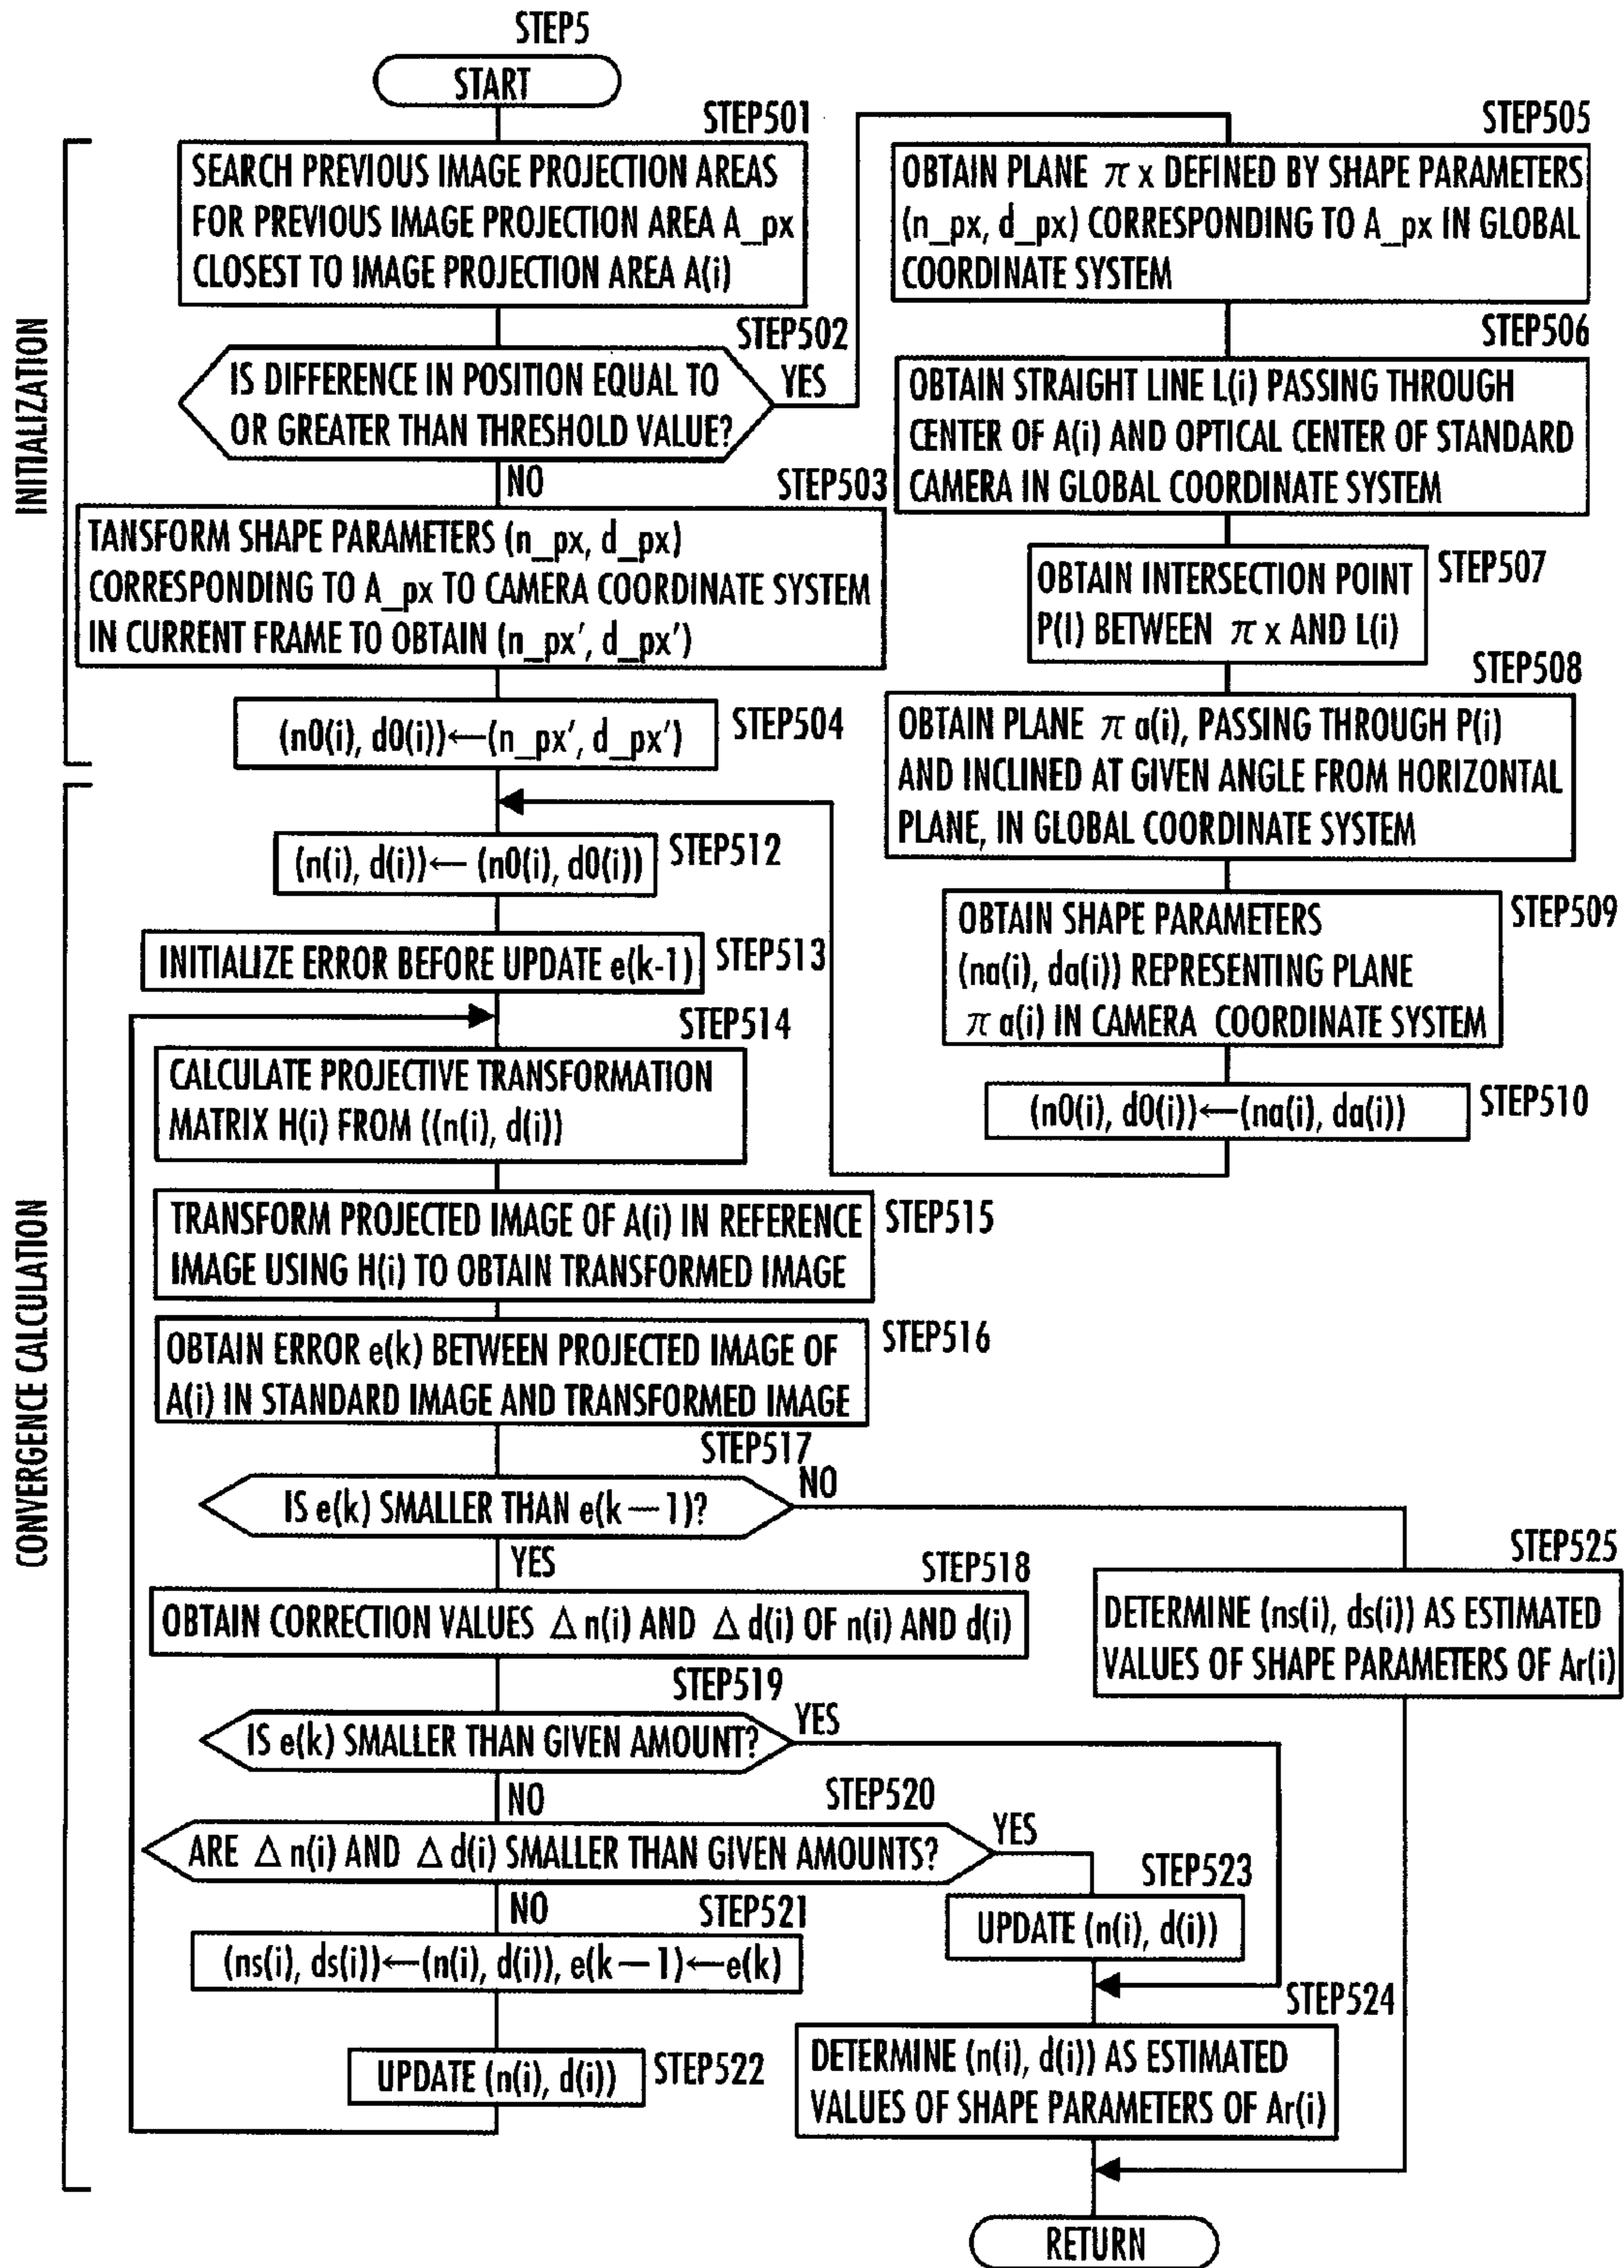 STEP5
START
INITIALIZATION
STEP501
SEARCH PREVIOUS IMAGE PROJECTION AREAS
FOR PREVIOUS IMAGE PROJECTION AREA A_px
CLOSEST TO IMAGE PROJECTION AREA A(i)
STEP502
IS DIFFERENCE IN POSITION EQUAL TO
OR GREATER THAN THRESHOLD VALUE?
YES
NO
STEP503
TANSFORM SHAPE PARAMETERS (n_px, d_px)
CORRESPONDING TO A_px TO CAMERA COORDINATE SYSTEM
IN CURRENT FRAME TO OBTAIN (n_px′, d_px′)
(n0(i), d0(i))←(n_px′, d_px′)
STEP504
STEP505
OBTAIN PLANE π x DEFINED BY SHAPE PARAMETERS
(n_px, d_px) CORRESPONDING TO A_px IN GLOBAL
COORDINATE SYSTEM
STEP506
OBTAIN STRAIGHT LINE L(i) PASSING THROUGH
CENTER OF A(i) AND OPTICAL CENTER OF STANDARD
CAMERA IN GLOBAL COORDINATE SYSTEM
OBTAIN INTERSECTION POINT
P(I) BETWEEN π x AND L(i)
STEP507
STEP508
OBTAIN PLANE π a(i), PASSING THROUGH P(i)
AND INCLINED AT GIVEN ANGLE FROM HORIZONTAL
PLANE, IN GLOBAL COORDINATE SYSTEM
STEP509
OBTAIN SHAPE PARAMETERS
(na(i), da(i)) REPRESENTING PLANE
π a(i) IN CAMERA COORDINATE SYSTEM
(n0(i), d0(i))←(na(i), da(i))
STEP510
CONVERGENCE CALCULATION
(n(i), d(i))← (n0(i), d0(i))
STEP512
INITIALIZE ERROR BEFORE UPDATE e(k-1)
STEP513
STEP514
CALCULATE PROJECTIVE TRANSFORMATION
MATRIX H(i) FROM ((n(i), d(i))
TRANSFORM PROJECTED IMAGE OF A(i) IN REFERENCE
IMAGE USING H(i) TO OBTAIN TRANSFORMED IMAGE
STEP515
OBTAIN ERROR e(k) BETWEEN PROJECTED IMAGE OF
A(i) IN STANDARD IMAGE AND TRANSFORMED IMAGE
STEP516
STEP517
IS e(k) SMALLER THAN e(k — 1)?
NO
YES
STEP518
OBTAIN CORRECTION VALUES Δ n(i) AND Δ d(i) OF n(i) AND d(i)
STEP519
IS e(k) SMALLER THAN GIVEN AMOUNT?
YES
NO
STEP520
ARE Δ n(i) AND Δ d(i) SMALLER THAN GIVEN AMOUNTS?
YES
NO
STEP521
(ns(i), ds(i))←(n(i), d(i)), e(k — 1)←e(k)
UPDATE (n(i), d(i))
STEP522
STEP523
UPDATE (n(i), d(i))
STEP524
DETERMINE (n(i), d(i)) AS ESTIMATED
VALUES OF SHAPE PARAMETERS OF Ar(i)
STEP525
DETERMINE (ns(i), ds(i)) AS ESTIMATED
VALUES OF SHAPE PARAMETERS OF Ar(i)
RETURN